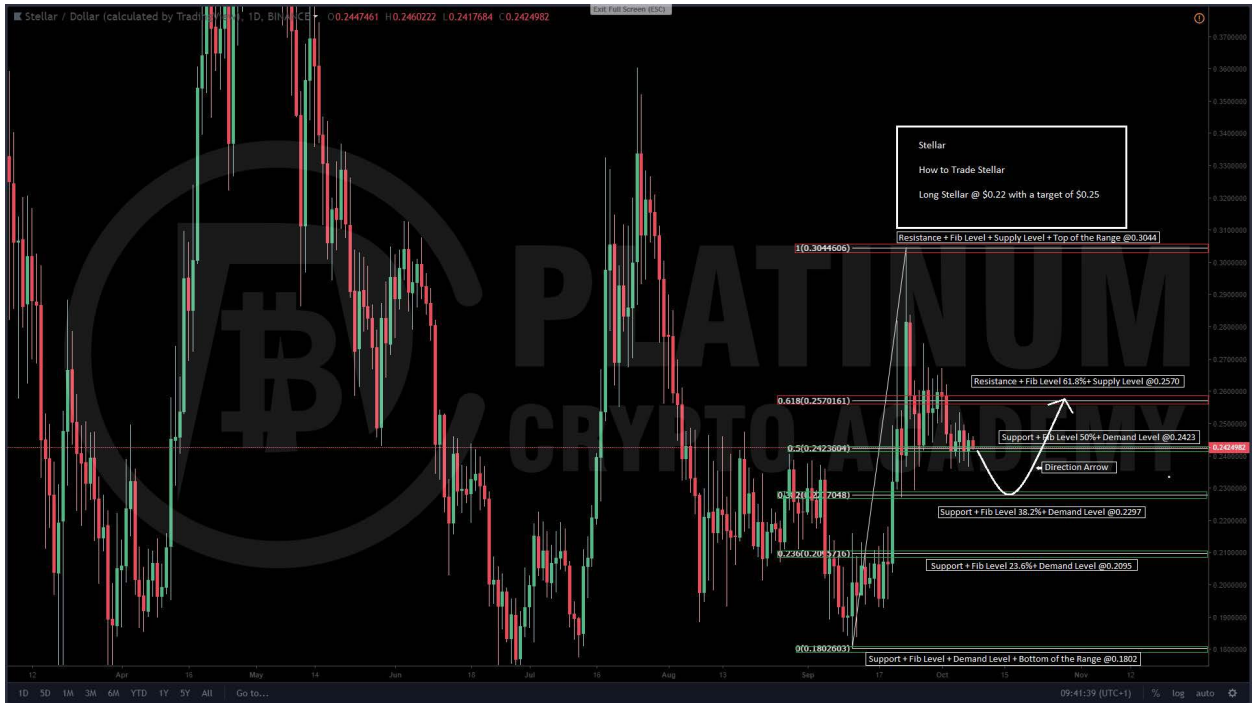 Exit Full Screen (ESC)
Stellar / Dollar (calculated by TradingView), 1D, BINANCE O0.2447461 H0.2460222 L0.2417684 C0.2424982
0.3700000
0.3600000
0.3500000
0.3400000
0.3300000
0.3200000
0.3100000
0.3000000
0.2900000
0.2800000
0.2700000
0.2600000
0.2424982
0.2400000
0.2300000
0.2200000
0.2100000
0.2000000
0.1900000
0.1800000
Stellar
How to Trade Stellar
Long Stellar @ $0.22 with a target of $0.25
Resistance + Fib Level + Supply Level + Top of the Range @0.3044
1(0.3044606)
PLATINUM
CRYPTO ACADEMY
Resistance + Fib Level 61.8%+ Supply Level @0.2570
0.618(0.2570161)
Support + Fib Level 50%+ Demand Level @0.2423
0.5(0.2423604)
Direction Arrow
Support + Fib Level 38.2%+ Demand Level @0.2297
Support + Fib Level 23.6%+ Demand Level @0.2095
0(0.1802603)
Support + Fib Level + Demand Level + Bottom of the Range @0.1802
12 Apr 16 May 14 Jun 18 Jul 16 Aug 13 Sep 17 Oct 15 Nov 12
1D 5D 1M 3M 6M YTD 1Y 5Y All Go to... 09:41:39 (UTC+1) % log auto